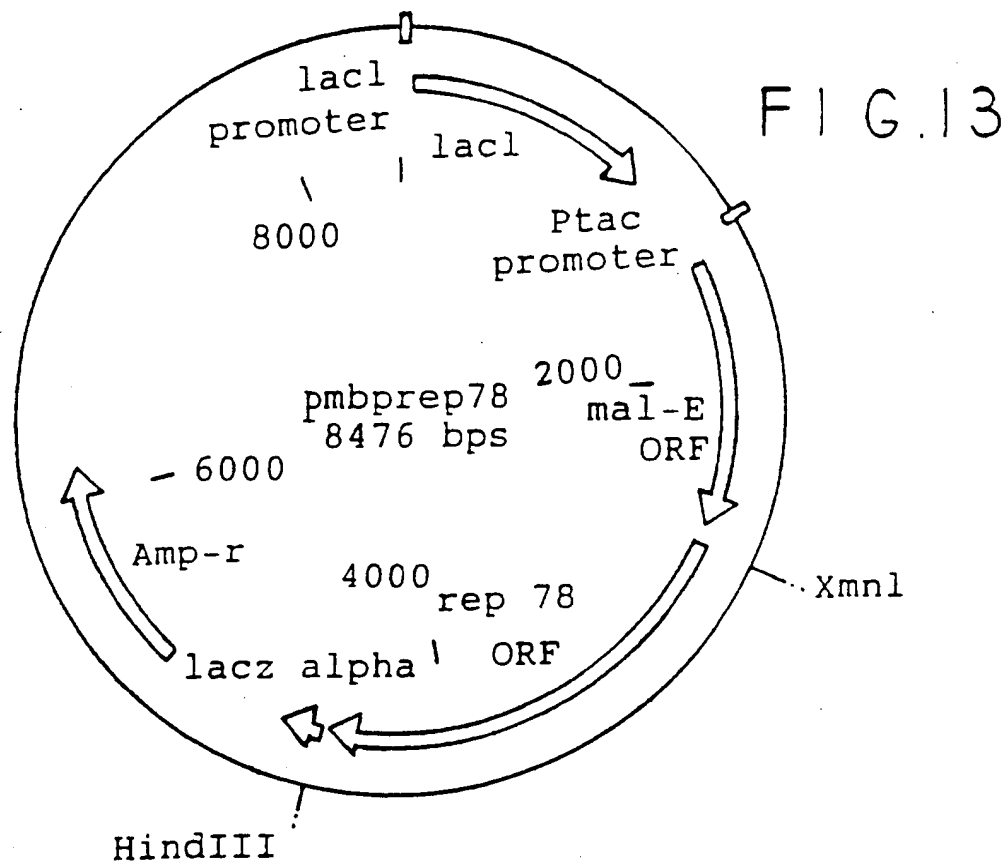 FIG.13
lacl
promoter
lacl
8000
Ptac
promoter
2000
mal-E
ORF
pmbprep78
8476 bps
6000
Amp-r
4000
rep 78
ORF
lacz alpha
Xmnl
HindIII